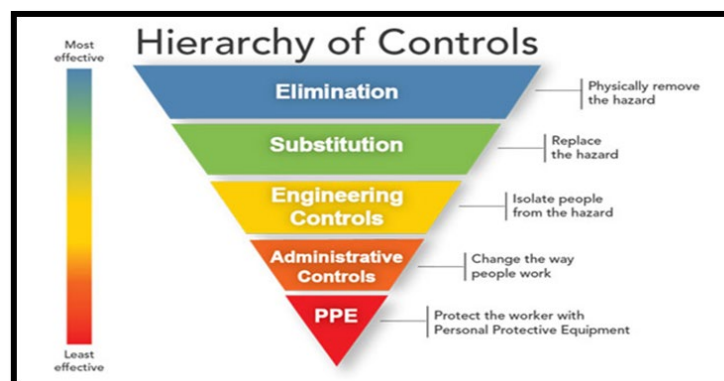 Hierarchy of Controls
Most
effective
Elimination
Physically remove
the hazard
Substitution
Replace
the hazard
Engineering
Controls
Isolate people
from the hazard
Administrative
Controls
Change the way
people work
PPE
Protect the worker with
Personal Protective Equipment
Least
effective